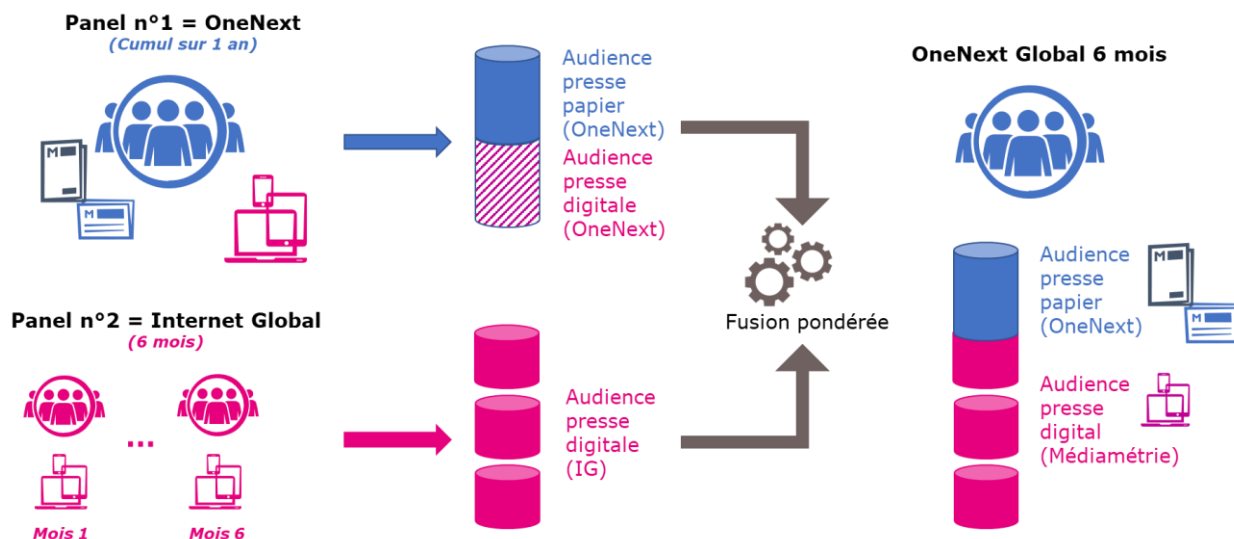 Panel n°1 = OneNext
(Cumul sur 1 an)
M
M
Audience
presse
papier
(OneNext)
Audience
presse
digitale
(OneNext)
Panel n°2 = Internet Global
(6 mois)
...
Mois 1
Mois 6
Audience
presse
digitale
(IG)
Fusion pondérée
OneNext Global 6 mois
Audience
presse
papier
(OneNext)
M
M
Audience
presse
digital
(Médiamétrie)